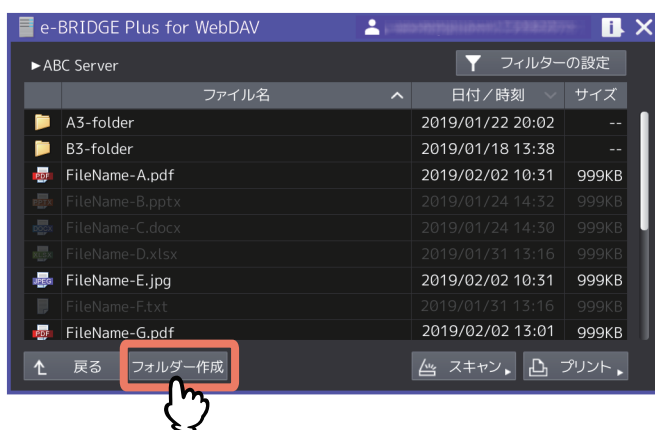 e-BRIDGE Plus for WebDAV
►ABC Server フィルターの設定
ファイル名 日付／時刻 サイズ
A3-folder 2019/01/22 20:02 --
B3-folder 2019/01/18 13:38 --
PDF FileName-A.pdf 2019/02/02 10:31 999KB
FileName-B.pptx 2019/01/24 14:32 999KB
DOCX FileName-C.docx 2019/01/24 14:30 999KB
FileName-D.xlsx 2019/01/31 13:16 999KB
JPEG FileName-E.jpg 2019/02/02 10:31 999KB
FileName-F.txt 2019/01/31 13:16 999KB
PDF FileName-G.pdf 2019/02/02 13:01 999KB
戻る フォルダー作成 スキャン プリント